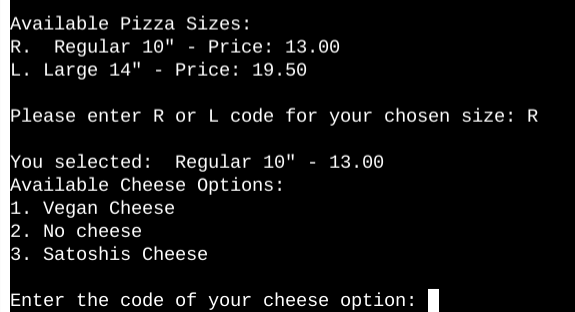 Available Pizza Sizes:
R.  Regular 10" - Price: 13.00
L. Large 14" - Price: 19.50
Please enter R or L code for your chosen size: R
You selected:  Regular 10" - 13.00
Available Cheese Options:
1. Vegan Cheese
2. No cheese
3. Satoshis Cheese
Enter the code of your cheese option: